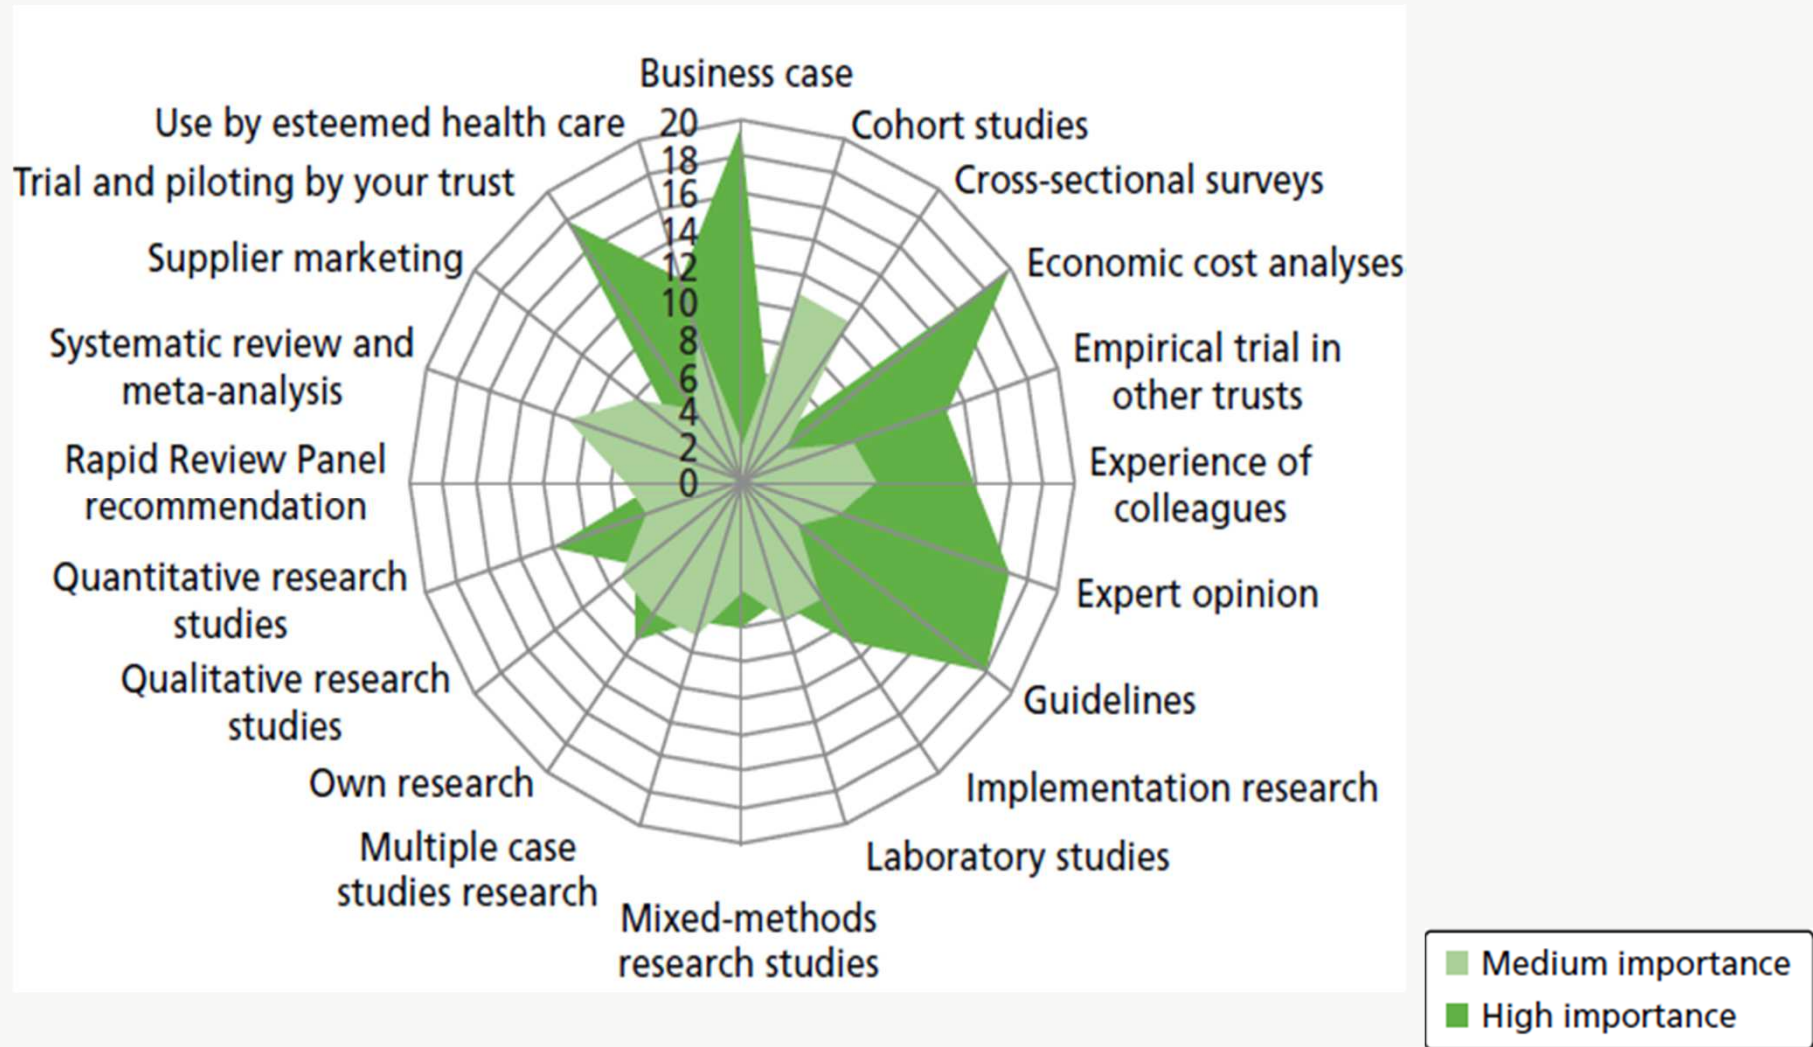 Business case
Use by esteemed health care
Cohort studies
Trial and piloting by your trust
Cross-sectional surveys
Supplier marketing
Economic cost analyses
Systematic review and
meta-analysis
Empirical trial in
other trusts
Rapid Review Panel
recommendation
Experience of
colleagues
Quantitative research
studies
Expert opinion
Qualitative research
studies
Guidelines
Own research
Implementation research
Multiple case
studies research
Laboratory studies
Mixed-methods
research studies
20
18
16
14
12
10
8
6
4
2
0
Medium importance
High importance